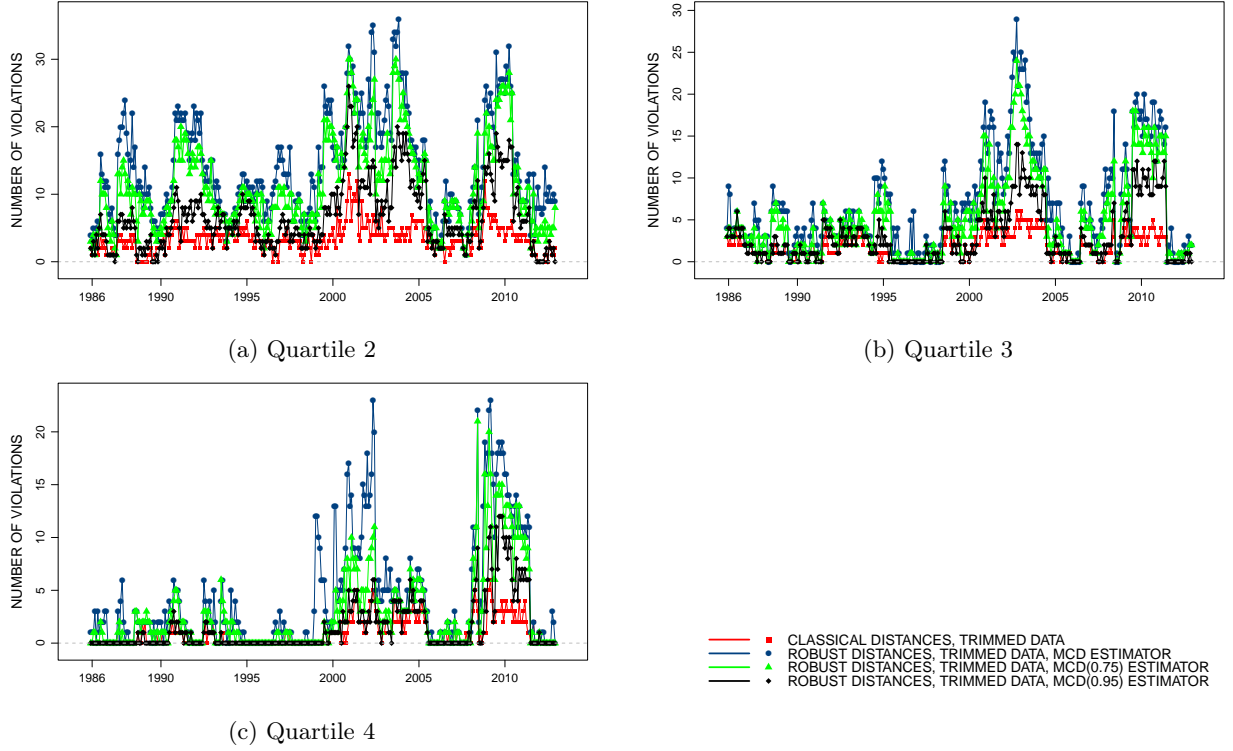 NUMBER OF VIOLATIONS
30
20
10
0
1986 1990 1995 2000 2005 2010
(a) Quartile 2
NUMBER OF VIOLATIONS
30
25
20
15
10
5
0
1986 1990 1995 2000 2005 2010
(b) Quartile 3
NUMBER OF VIOLATIONS
20
15
10
5
0
1986 1990 1995 2000 2005 2010
(c) Quartile 4
CLASSICAL DISTANCES, TRIMMED DATA
ROBUST DISTANCES, TRIMMED DATA, MCD ESTIMATOR
ROBUST DISTANCES, TRIMMED DATA, MCD(0.75) ESTIMATOR
ROBUST DISTANCES, TRIMMED DATA, MCD(0.95) ESTIMATOR